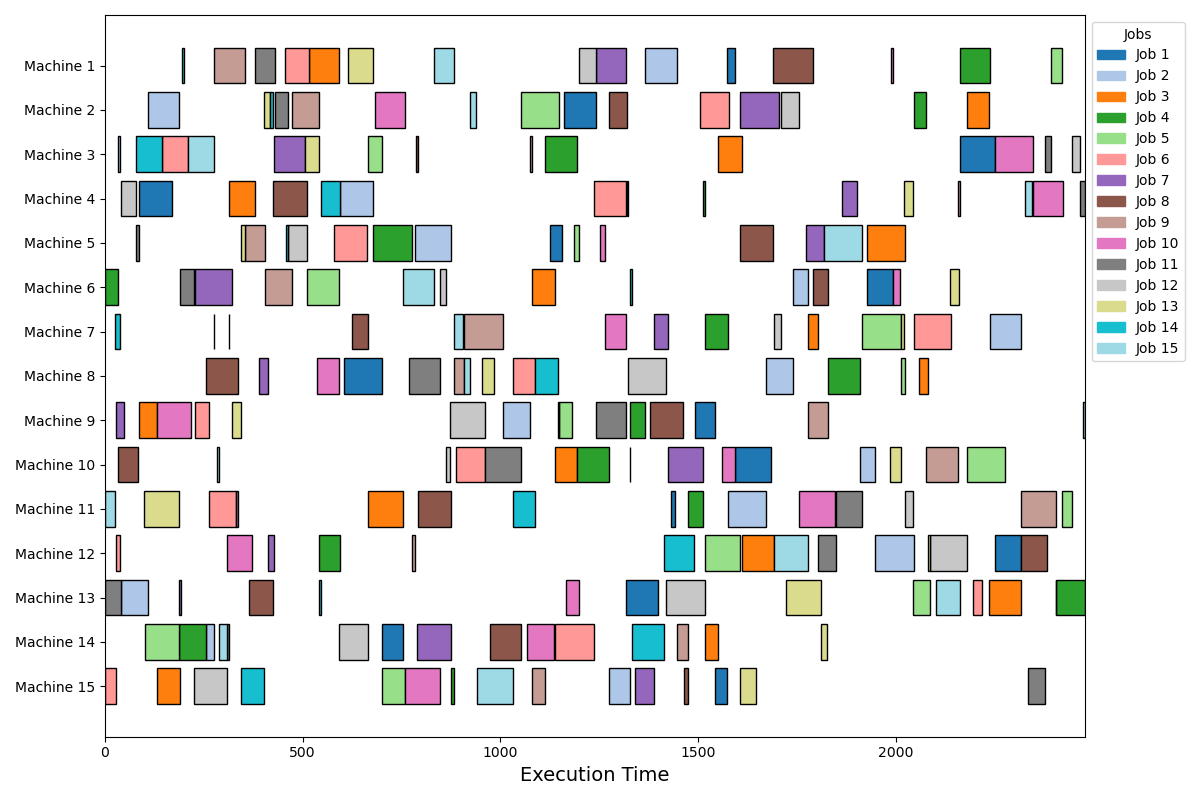 Machine 1
Machine 2
Machine 3
Machine 4
Machine 5
Machine 6
Machine 7
Machine 8
Machine 9
Machine 10
Machine 11
Machine 12
Machine 13
Machine 14
Machine 15
0 500 1000 1500 2000
Execution Time
Jobs
Job 1
Job 2
Job 3
Job 4
Job 5
Job 6
Job 7
Job 8
Job 9
Job 10
Job 11
Job 12
Job 13
Job 14
Job 15